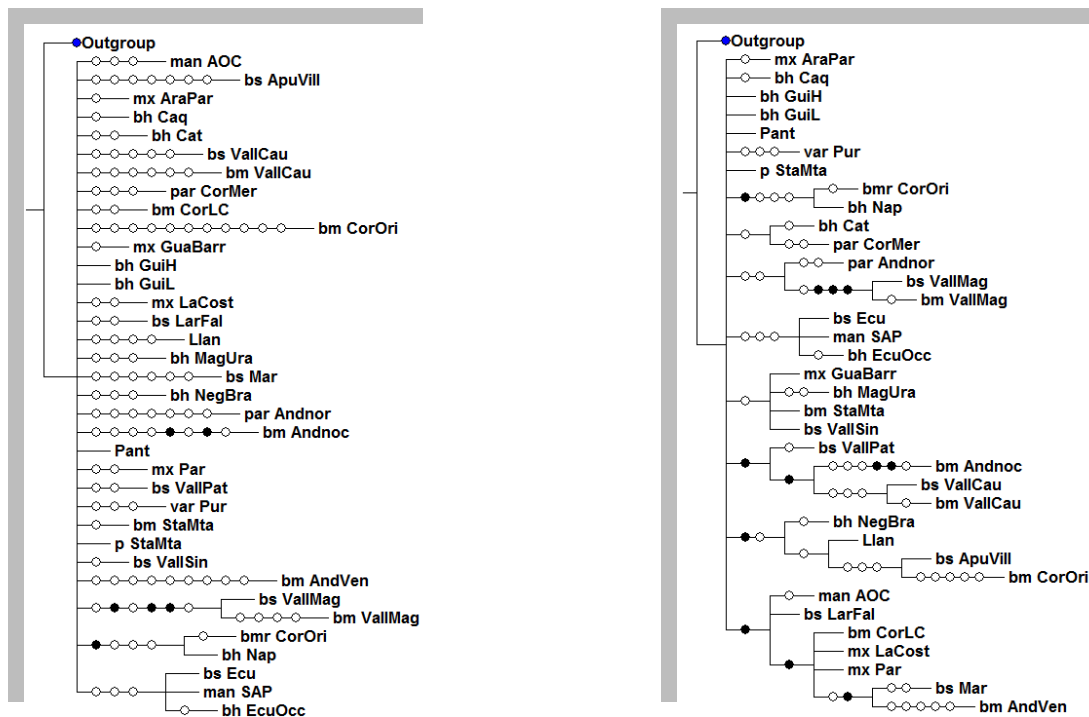 Outgroup
man AOC
bs ApuVill
mx AraPar
bh Caq
bh Cat
bs VallCau
bm VallCau
par CorMer
bm CorLC
bm CorOri
mx GuaBarr
bh GuiH
bh GuiL
mx LaCost
bs LarFal
Llan
bh MagUra
bs Mar
bh NegBra
par Andnor
bm Andnoc
Pant
mx Par
bs VallPat
var Pur
bm StaMta
p StaMta
bs VallSin
bm AndVen
bs VallMag
bm VallMag
bmr CorOri
bh Nap
bs Ecu
man SAP
bh EcuOcc
Outgroup
mx AraPar
bh Caq
bh GuiH
bh GuiL
Pant
var Pur
p StaMta
bmr CorOri
bh Nap
bh Cat
par CorMer
par Andnor
bs VallMag
bm VallMag
bs Ecu
man SAP
bh EcuOcc
mx GuaBarr
bh MagUra
bm StaMta
bs VallSin
bs VallPat
bm Andnoc
bs VallCau
bm VallCau
bh NegBra
Llan
bs ApuVill
bm CorOri
man AOC
bs LarFal
bm CorLC
mx LaCost
mx Par
bs Mar
bm AndVen